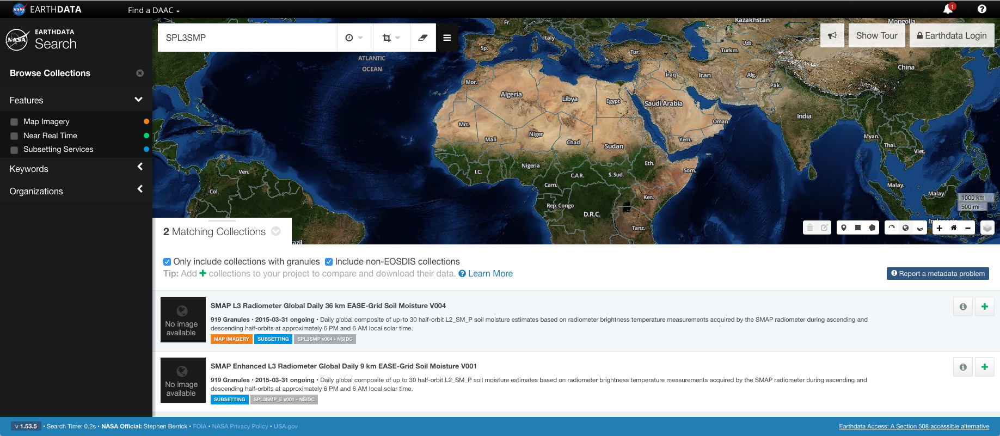 NASA EARTHDATA
Find a DAAC
1
NASA EARTHDATA
Search
SPL3SMP
Show Tour
Earthdata Login
Browse Collections
Features
Map Imagery
Near Real Time
Subsetting Services
Keywords
Organizations
Fr.
Italy
Sp.
Kazakhstan
Mongolia
Uzb.
Turkm.
Tur.
ATLANTIC
OCEAN
Mor.
Algeria
Libya
Egypt
Iraq
Iran
Afg.
Pak.
China
Saudi Arabia
Oman
India
Mrt.
Mali
Niger
Chad
Sudan
Yem.
Myan.
Thai.
Viet.
Nigeria
Eth.
Som.
I.C.
C.A.R.
S. Sud.
Ven.
Col.
Cam.
Rep. Congo
D.R.C.
Ken.
Tanz.
Malay.
Malay.
1000 km
500 mi
2 Matching Collections
Only include collections with granules Include non-EOSDIS collections
Tip: Add + collections to your project to compare and download their data. ? Learn More
Report a metadata problem
No image
available
SMAP L3 Radiometer Global Daily 36 km EASE-Grid Soil Moisture V004
919 Granules • 2015-03-31 ongoing • Daily global composite of up-to 30 half-orbit L2_SM_P soil moisture estimates based on radiometer brightness temperature measurements acquired by the SMAP radiometer during ascending and
descending half-orbits at approximately 6 PM and 6 AM local solar time.
MAP IMAGERY SUBSETTING SPL3SMP v004 - NSIDC
No image
available
SMAP Enhanced L3 Radiometer Global Daily 9 km EASE-Grid Soil Moisture V001
919 Granules • 2015-03-31 ongoing • Daily global composite of up to 30 half-orbit L2_SM_P soil moisture estimates based on radiometer brightness temperature measurements acquired by the SMAP radiometer during ascending and
descending half-orbits at approximately 6 PM and 6 AM local solar time.
SUBSETTING SPL3SMP_E v001 - NSIDC
v 1.53.5 • Search Time: 0.2s • NASA Official: Stephen Berrick • FOIA • NASA Privacy Policy • USA.gov
Earthdata Access: A Section 508 accessible alternative